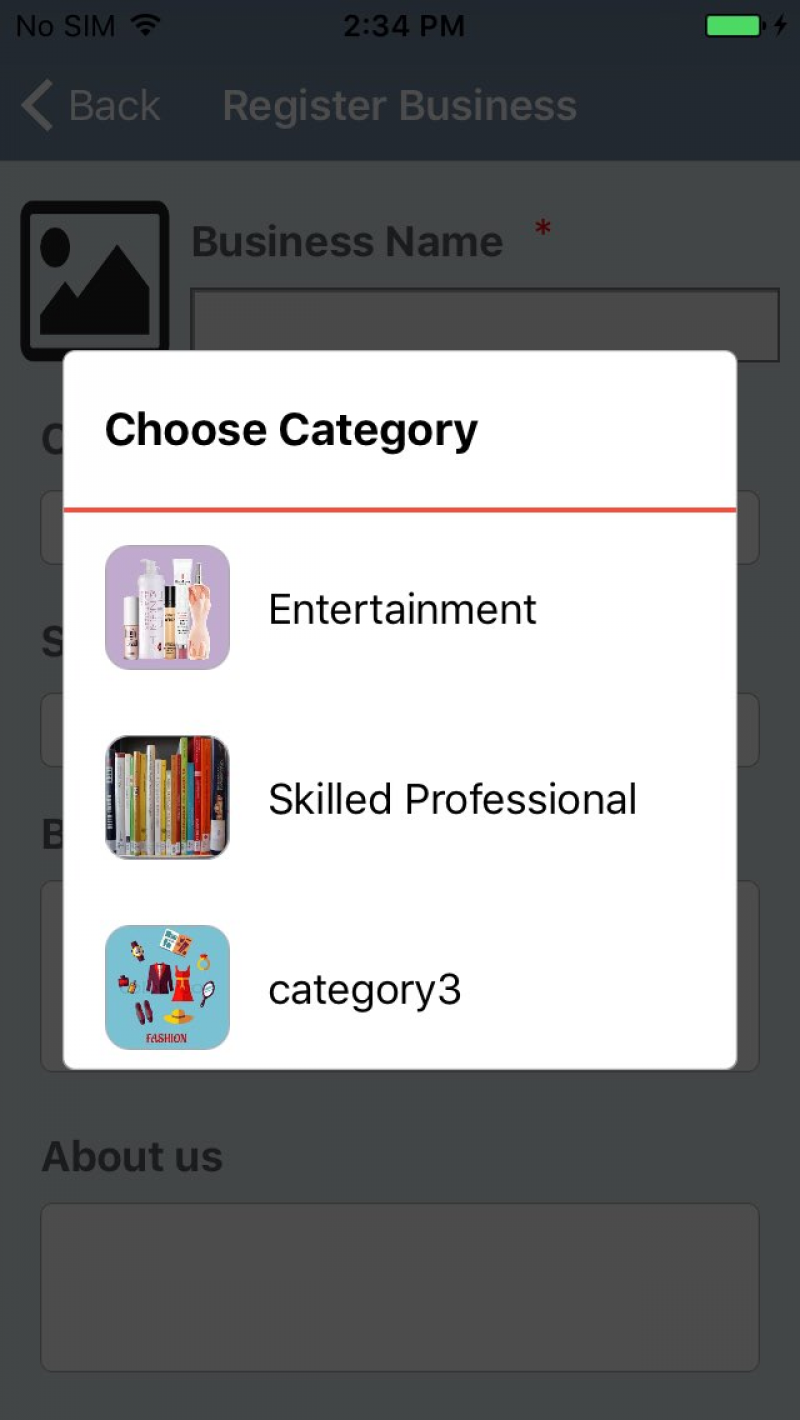 No SIM 2:34 PM
Back Register Business
Business Name *
Choose Category
Entertainment
Skilled Professional
category3
FASHION
About us